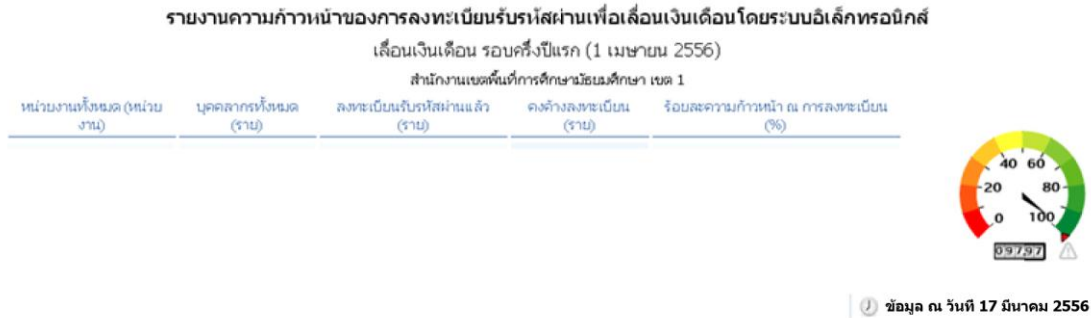 รายงานความก้าวหน้าของการลงทะเบียนรับรหัสผ่านเพื่อเลื่อนเงินเดือนโดยระบบอิเล็กทรอนิกส์
เลื่อนเงินเดือน รอบครึ่งปีแรก (1 เมษายน 2556)
สำนักงานเขตพื้นที่การศึกษามัธยมศึกษา เขต 1
หน่วยงานทั้งหมด (หน่วย บุคคลากรทั้งหมด ลงทะเบียนรับรหัสผ่านแล้ว คงค้างลงทะเบียน ร้อยละความก้าวหน้า ณ การลงทะเบียน
งาน) (ราย) (ราย) (ราย) (%)
40 60
20 80
0 100
09797
ข้อมูล ณ วันที่ 17 มีนาคม 2556